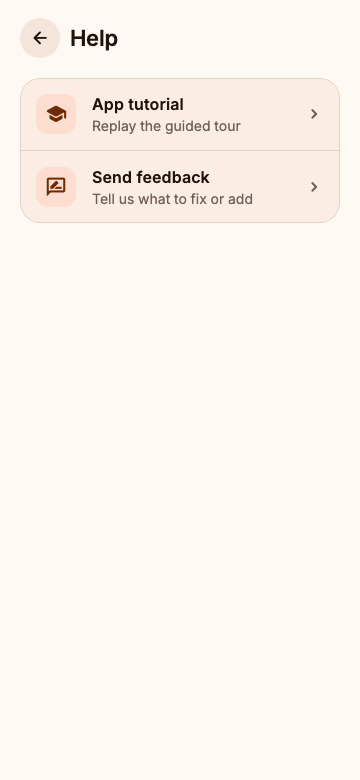 Help
App tutorial
Replay the guided tour
Send feedback
Tell us what to fix or add